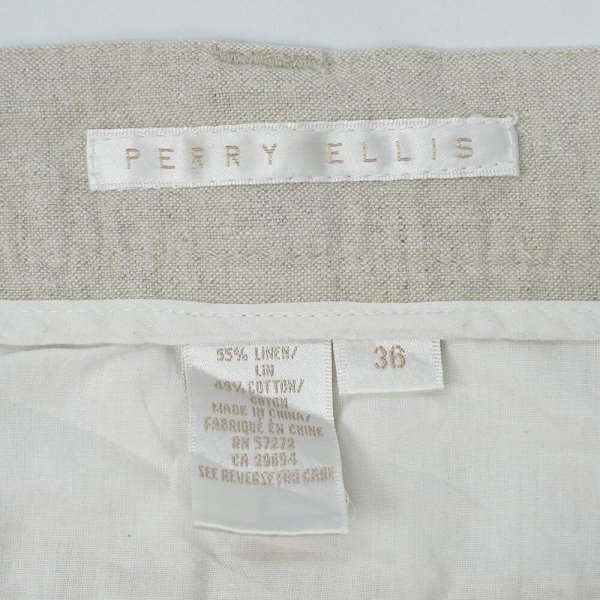 PERRY ELLIS
55% LINEN/
LIN
45% COTTON/
COTON
MADE IN CHINA/
FABRIQUÉ EN CHINE
RN 57272
CA 28694
SEE REVERSE FOR CARE
36